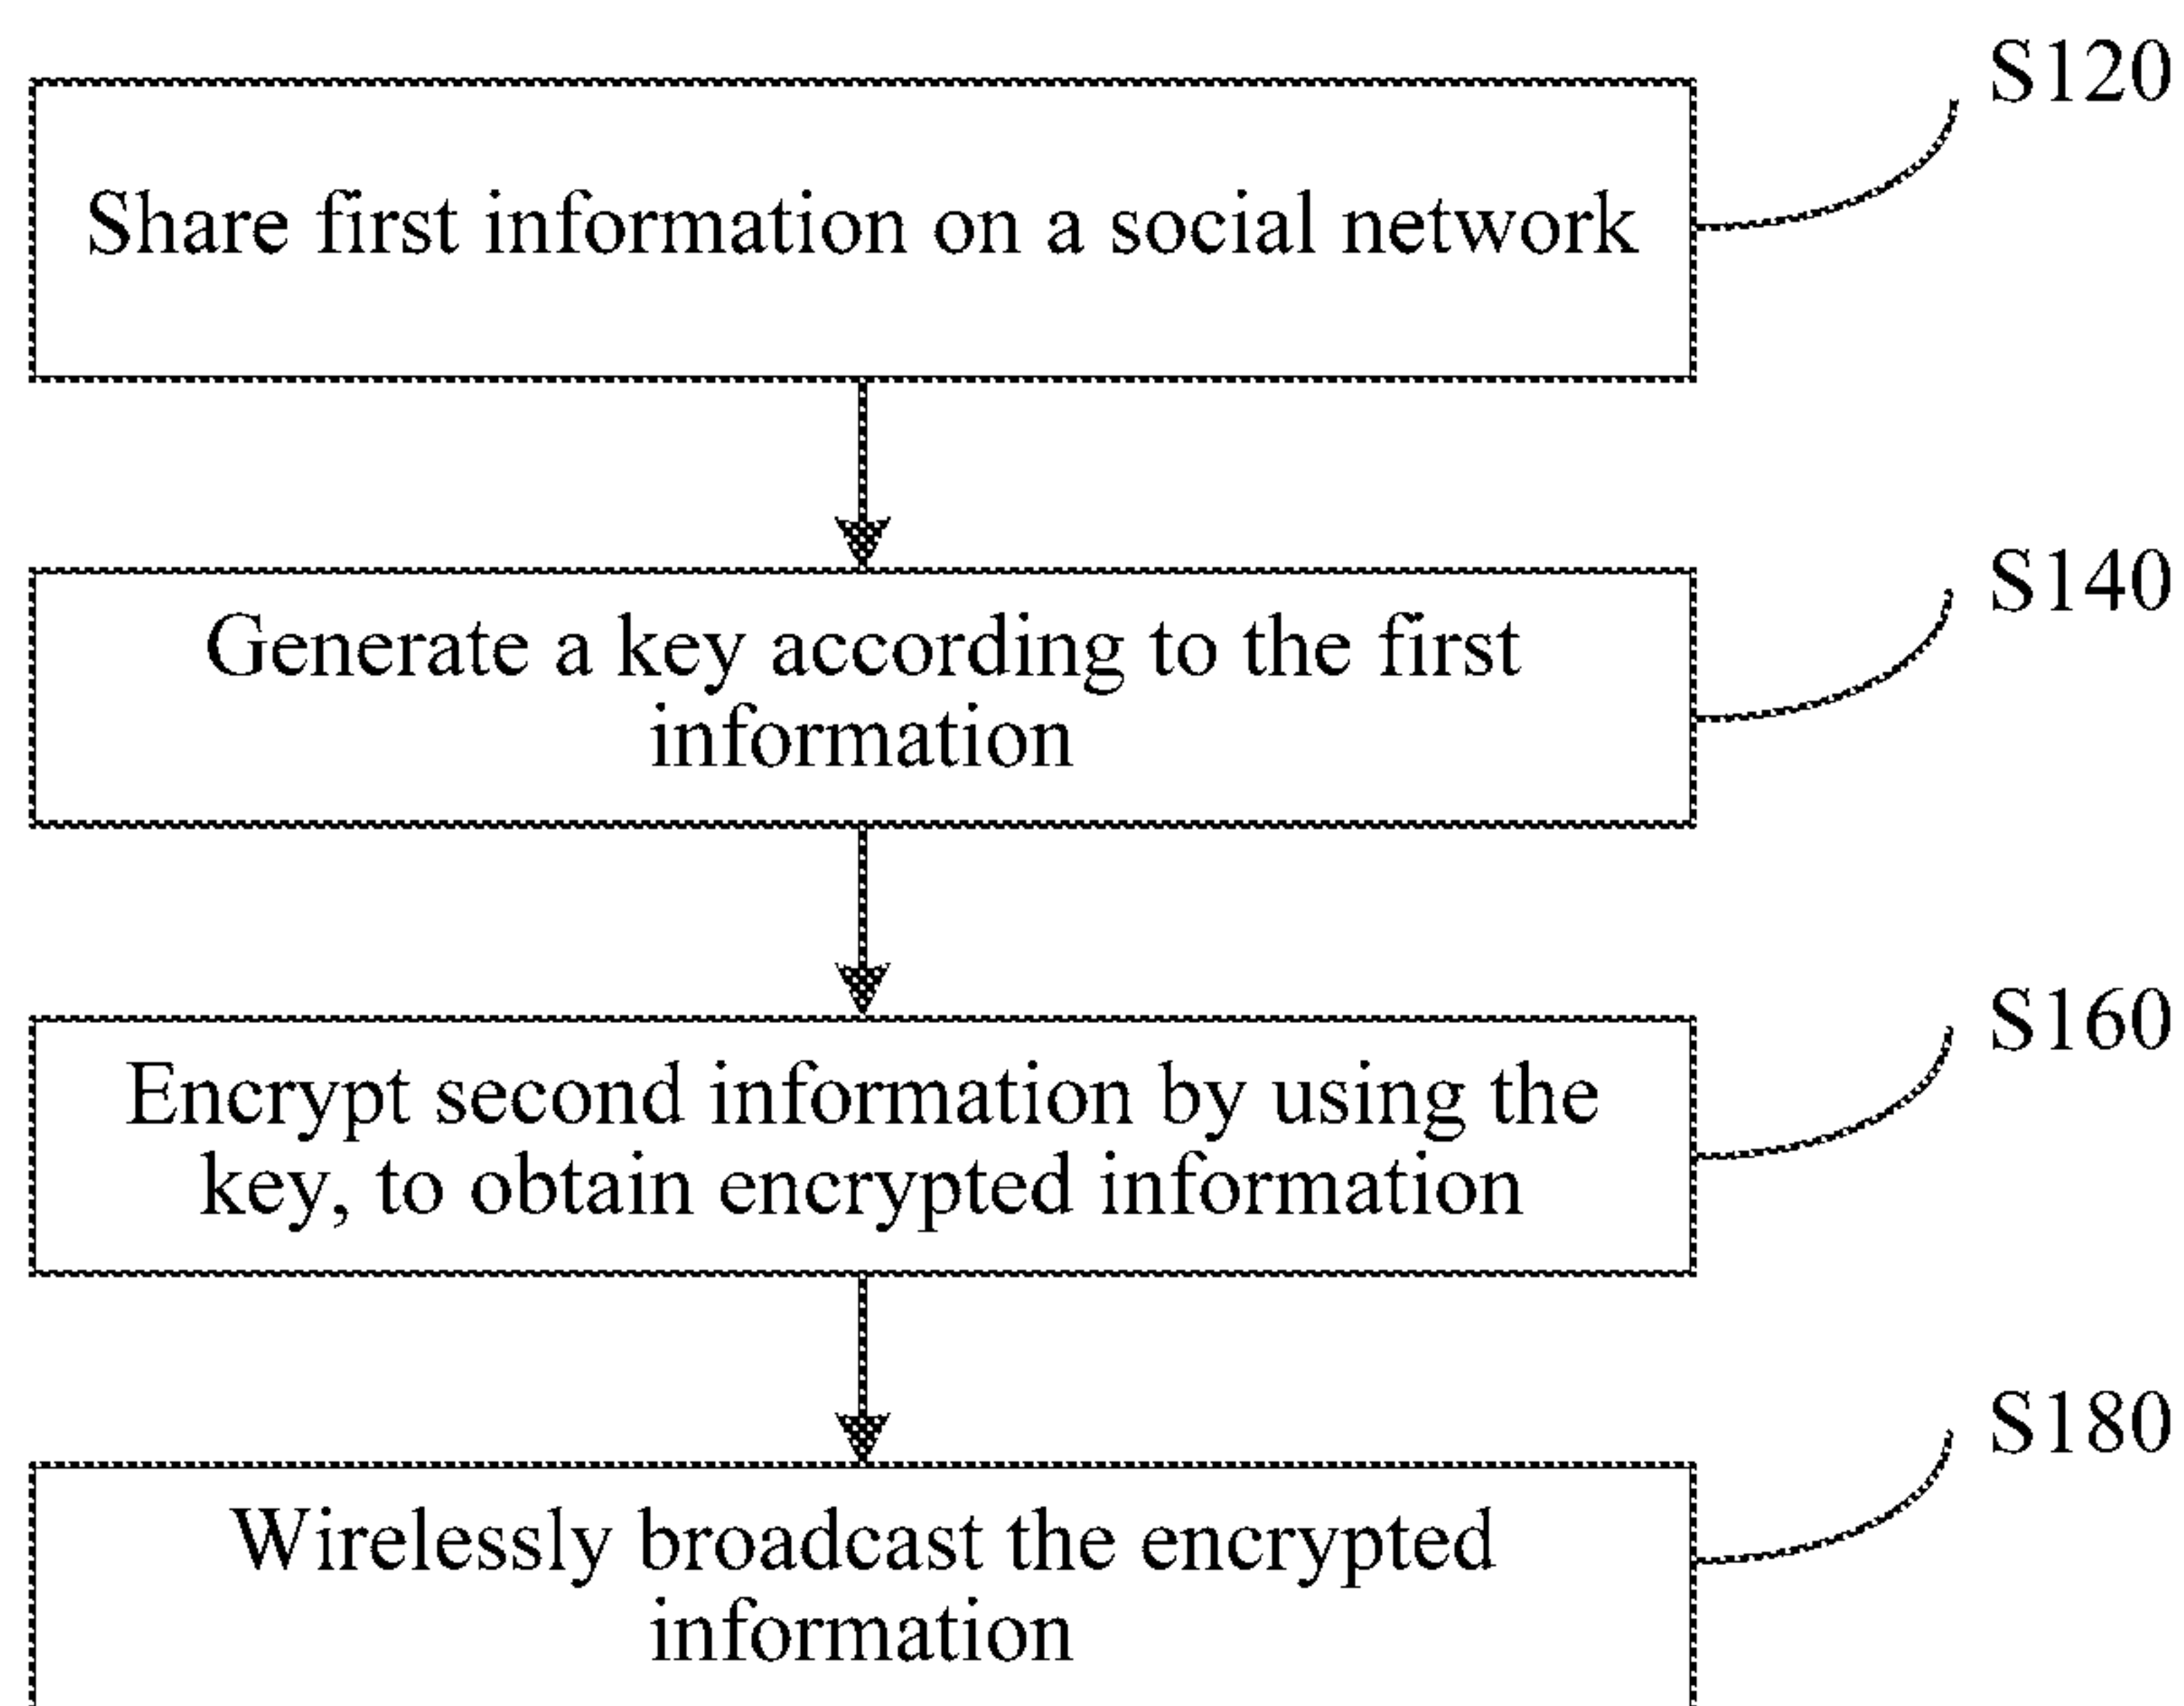 S120
Share first information on a social network
S140
Generate a key according to the first
information
S160
Encrypt second information by using the
key, to obtain encrypted information
S180
Wirelessly broadcast the encrypted
information